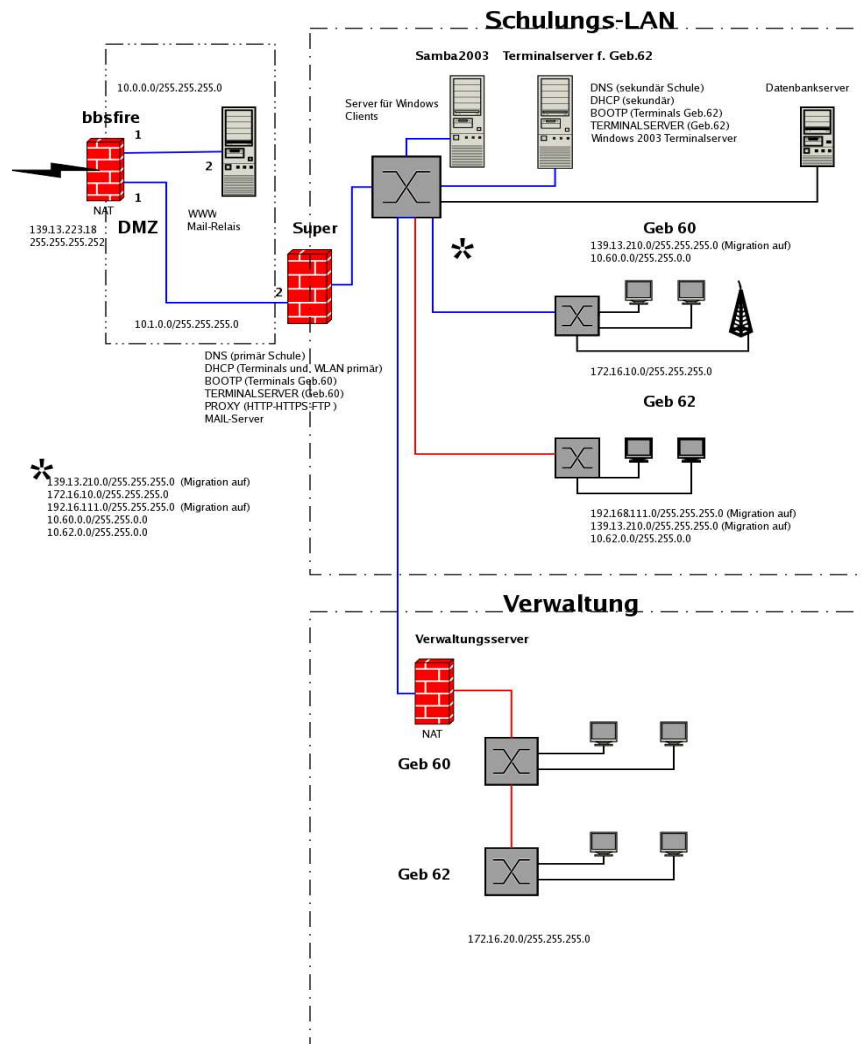 Schulungs-LAN
Samba2003
Terminalserver f. Geb.62
10.0.0.0/255.255.255.0
Server für Windows
Clients
DNS (sekundär Schule)
DHCP (sekundär)
BOOTP (Terminals Geb.62)
TERMINALSERVER (Geb.62)
Windows 2003 Terminalserver
Datenbankserver
bbsfire
1
2
1
NAT
139.13.223.18
255.255.255.252
DMZ
WWW
Mail-Relais
Super
2
10.1.0.0/255.255.255.0
DNS (primär Schule)
DHCP (Terminals und, WLAN primär)
BOOTP (Terminals Geb.60)
TERMINALSERVER (Geb.60)
PROXY (HTTP-HTTPS-FTP )
MAIL-Server
*
Geb 60
139.13.210.0/255.255.255.0 (Migration auf)
10.60.0.0/255.255.0.0
172.16.10.0/255.255.255.0
Geb 62
192.168.111.0/255.255.255.0 (Migration auf)
139.13.210.0/255.255.255.0 (Migration auf)
10.62.0.0/255.255.0.0
*
139.13.210.0/255.255.255.0 (Migration auf)
172.16.10.0/255.255.255.0
192.16.111.0/255.255.255.0 (Migration auf)
10.60.0.0/255.255.0.0
10.62.0.0/255.255.0.0
Verwaltung
Verwaltungsserver
NAT
Geb 60
Geb 62
172.16.20.0/255.255.255.0